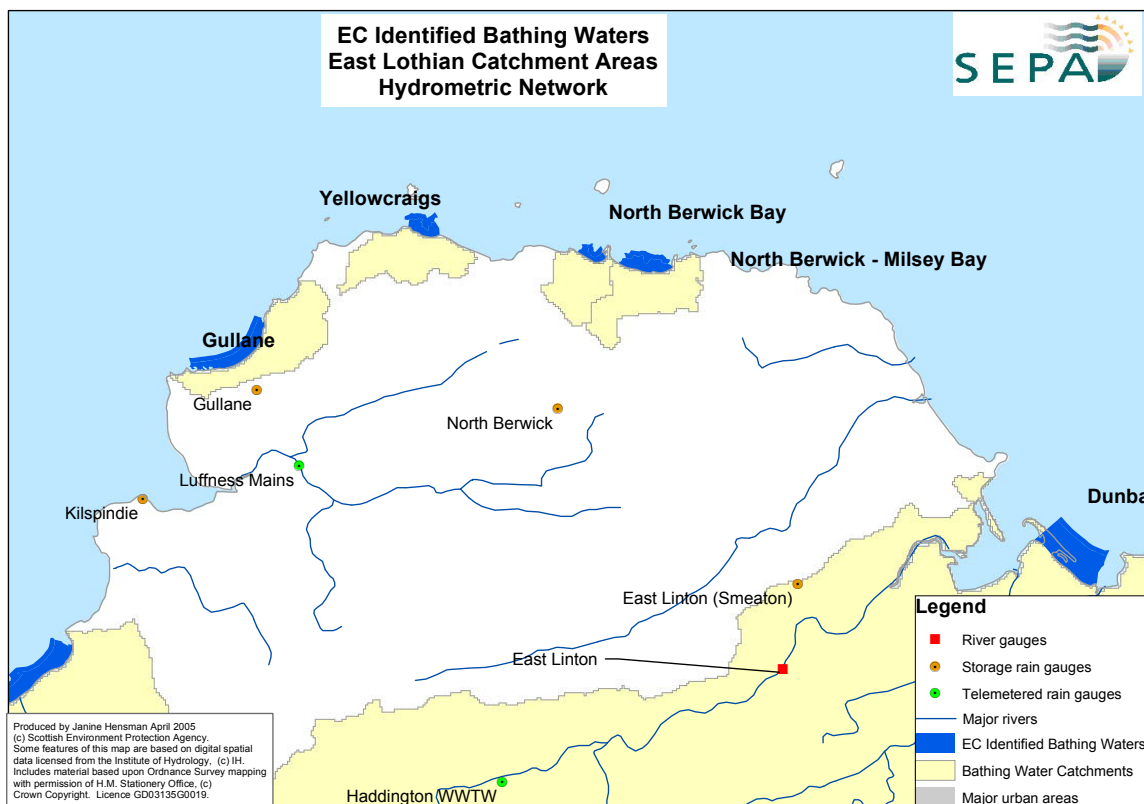 EC Identified Bathing Waters
East Lothian Catchment Areas
Hydrometric Network
SEPA
Yellowcraigs
North Berwick Bay
North Berwick - Milsey Bay
Gullane
Gullane
North Berwick
Luffness Mains
Kilspindie
Dunba
East Linton (Smeaton)
East Linton
Haddington WWTW
Legend
River gauges
Storage rain gauges
Telemetered rain gauges
Major rivers
EC Identified Bathing Waters
Bathing Water Catchments
Major urban areas
Produced by Janine Hensman April 2005
(c) Scottish Environment Protection Agency.
Some features of this map are based on digital spatial
data licensed from the Institute of Hydrology, (c) IH.
Includes material based upon Ordnance Survey mapping
with permission of H.M. Stationery Office, (c)
Crown Copyright. Licence GD03135G0019.